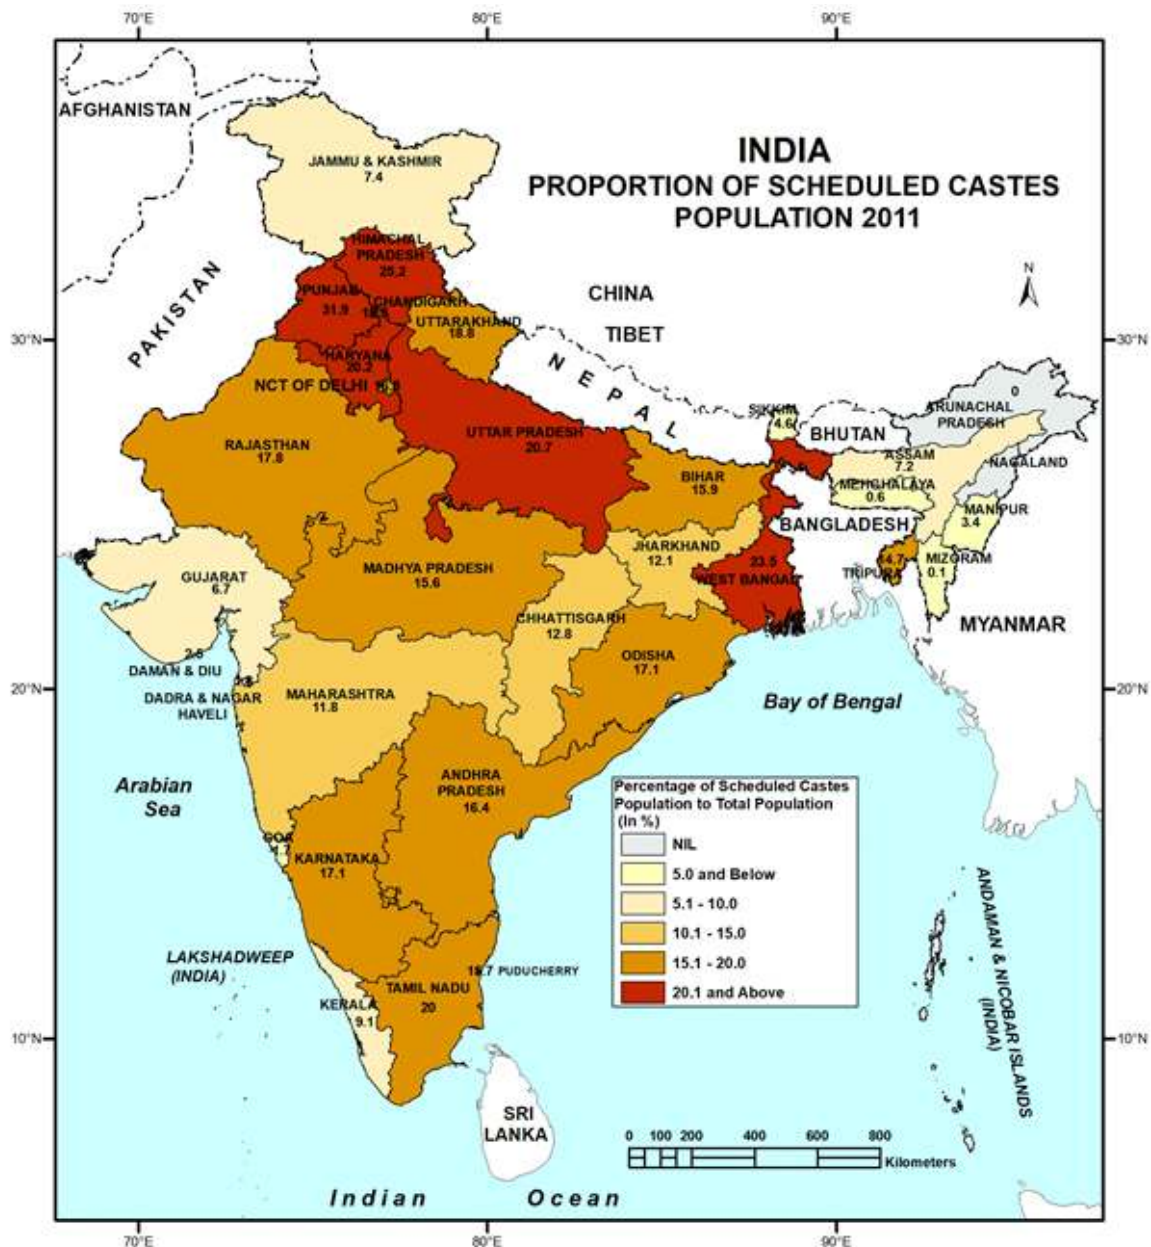 70°E 80°E 90°E
AFGHANISTAN
INDIA
PROPORTION OF SCHEDULED CASTES
POPULATION 2011
JAMMU & KASHMIR
7.4
HIMACHAL
PRADESH
25.2
N
PAKISTAN
PUNJAB
31.9
CHANDIGARH
CHINA
TIBET
UTTARAKHAND
18.8
30°N
30°N
HARYANA
20.2
NEPAL
NCT OF DELHI
SIKKIM
4.6
BHUTAN
ARUNACHAL
PRADESH
0
RAJASTHAN
17.8
UTTAR PRADESH
20.7
BIHAR
15.9
ASSAM
7.2
NAGALAND
MEHGHALAYA
0.6
MANIPUR
3.4
BANGLADESH
JHARKHAND
12.1
GUJARAT
6.7
MADHYA PRADESH
15.6
23.5
WEST BANGAL
TRIPURA
MIZORAM
0.1
CHHATTISGARH
12.8
MYANMAR
ODISHA
17.1
DAMAN & DIU
20°N
20°N
DADRA & NAGAR
HAVELI
MAHARASHTRA
11.8
Bay of Bengal
Arabian
Sea
ANDHRA
PRADESH
16.4
Percentage of Scheduled Castes
Population to Total Population
(In %)
NIL
5.0 and Below
5.1 - 10.0
10.1 - 15.0
15.1 - 20.0
20.1 and Above
GOA
KARNATAKA
17.1
ANDAMAN & NICOBAR ISLANDS
(INDIA)
LAKSHADWEEP
(INDIA)
PUDUCHERRY
TAMIL NADU
20
KERALA
9.1
10°N
10°N
SRI
LANKA
0 100 200 400 600 800
Kilometers
Indian Ocean
70°E 80°E 90°E